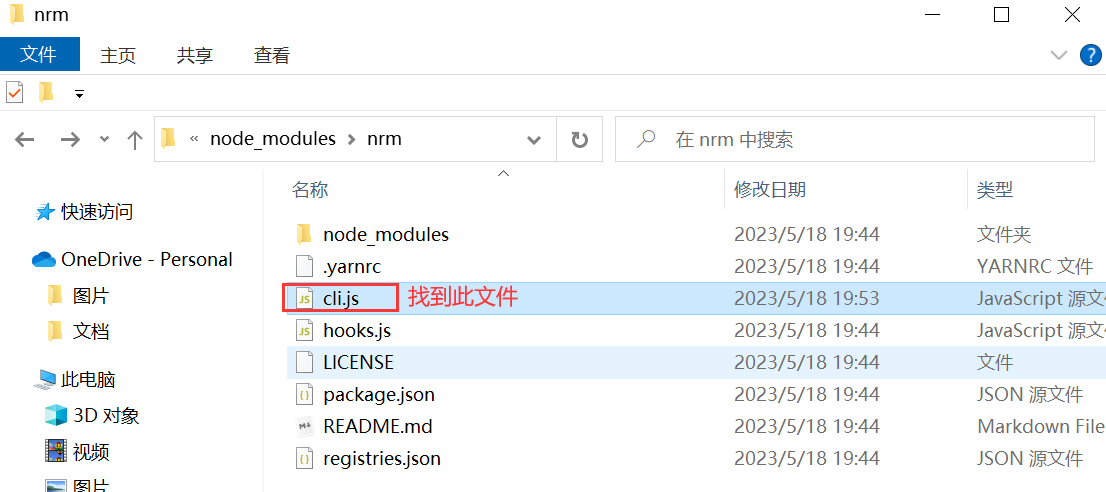 nrm
文件 主页 共享 查看
« node_modules › nrm 在 nrm 中搜索
名称 修改日期 类型
快速访问
OneDrive - Personal
图片
文档
此电脑
3D 对象
视频
图片
node_modules 2023/5/18 19:44 文件夹
.yarnrc 2023/5/18 19:44 YARNRC 文件
cli.js 找到此文件 2023/5/18 19:53 JavaScript 源文
hooks.js 2023/5/18 19:44 JavaScript 源文
LICENSE 2023/5/18 19:44 文件
package.json 2023/5/18 19:44 JSON 源文件
README.md 2023/5/18 19:44 Markdown File
registries.json 2023/5/18 19:44 JSON 源文件